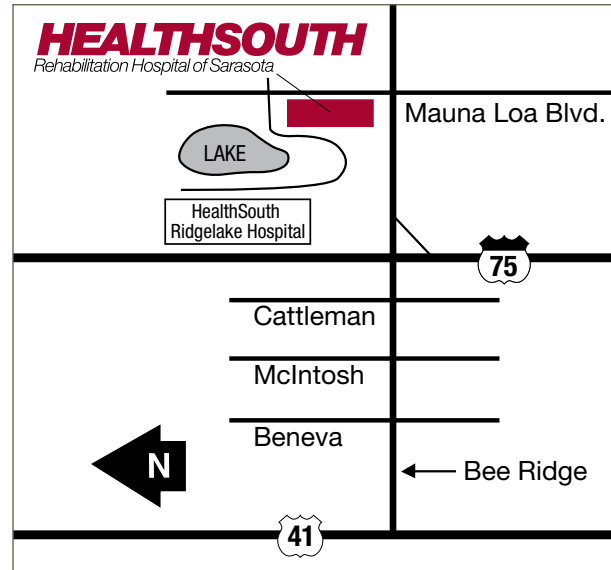 HEALTHSOUTH
Rehabilitation Hospital of Sarasota
Mauna Loa Blvd.
LAKE
HealthSouth
Ridgelake Hospital
75
Cattleman
McIntosh
Beneva
N
Bee Ridge
41